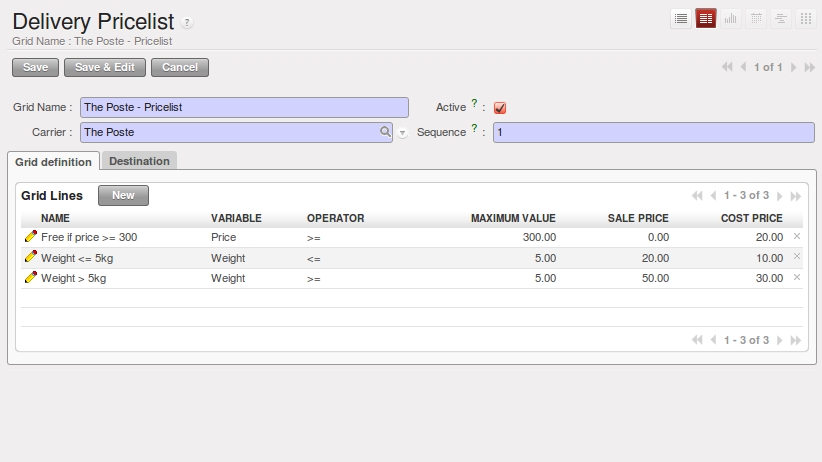 Delivery Pricelist ?
Grid Name : The Poste - Pricelist
Save Save & Edit Cancel 1 of 1
Grid Name : The Poste - Pricelist Active ? :
Carrier : The Poste Sequence ? : 1
Grid definition Destination
Grid Lines New 1 - 3 of 3
NAME VARIABLE OPERATOR MAXIMUM VALUE SALE PRICE COST PRICE
Free if price >= 300 Price >= 300.00 0.00 20.00
Weight <= 5kg Weight <= 5.00 20.00 10.00
Weight > 5kg Weight >= 5.00 50.00 30.00
1 - 3 of 3